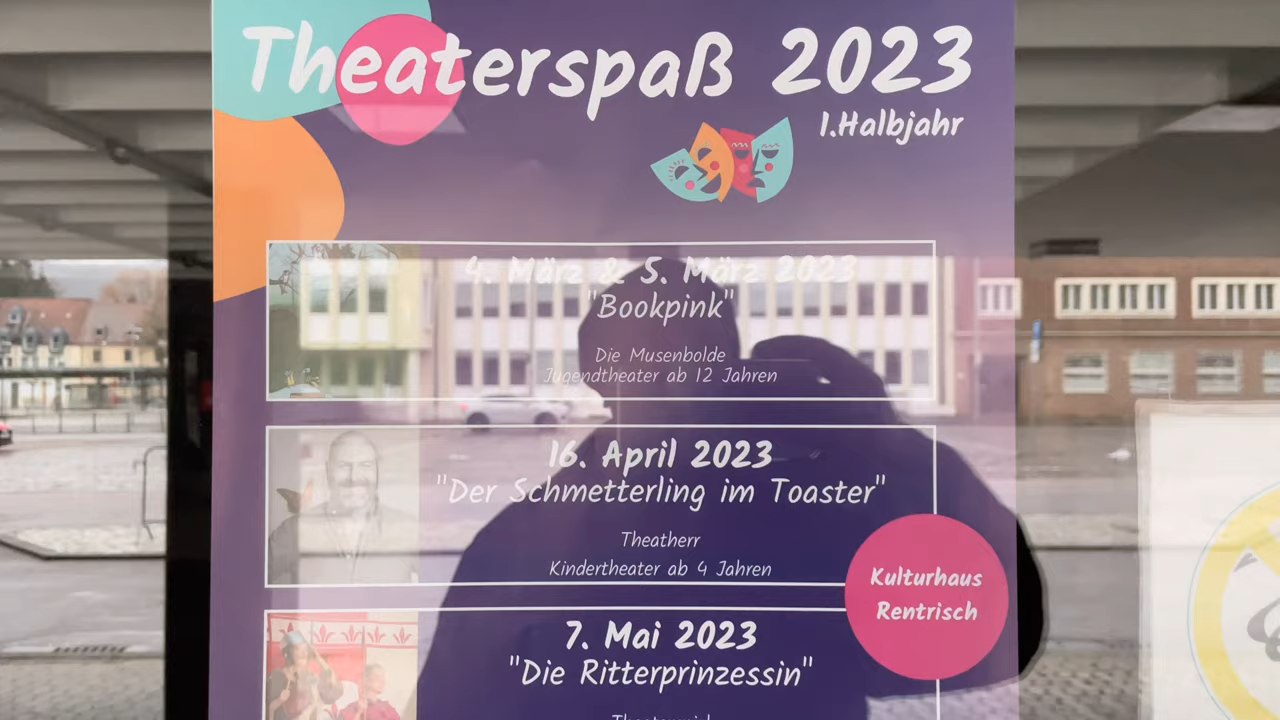 Theaterspaß 2023
1.Halbjahr
4. März & 5. März 2023
"Bookpink"
Die Musenbolde
Jugendtheater ab 12 Jahren
16. April 2023
"Der Schmetterling im Toaster"
Theatherr
Kindertheater ab 4 Jahren
Kulturhaus
Rentrisch
7. Mai 2023
"Die Ritterprinzessin"